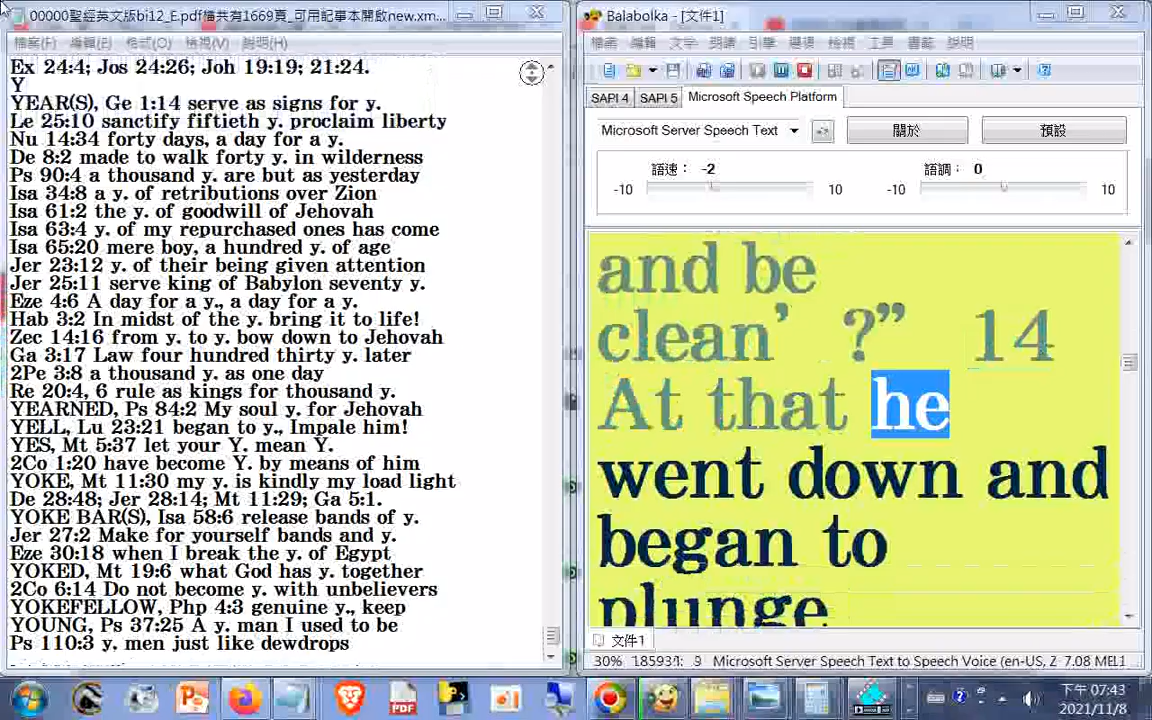 00000聖經英文版bi12_E.pdf檔共有1669頁_可用記事本開啟new.xm...
檔案(F) 編輯(E) 格式(O) 檢視(V) 說明(H)
Ex 24:4; Jos 24:26; Joh 19:19; 21:24.
Y
YEAR(S), Ge 1:14 serve as signs for y.
Le 25:10 sanctify fiftieth y. proclaim liberty
Nu 14:34 forty days, a day for a y.
De 8:2 made to walk forty y. in wilderness
Ps 90:4 a thousand y. are but as yesterday
Isa 34:8 a y. of retributions over Zion
Isa 61:2 the y. of goodwill of Jehovah
Isa 63:4 y. of my repurchased ones has come
Isa 65:20 mere boy, a hundred y. of age
Jer 23:12 y. of their being given attention
Jer 25:11 serve king of Babylon seventy y.
Eze 4:6 A day for a y., a day for a y.
Hab 3:2 In midst of the y. bring it to life!
Zec 14:16 from y. to y. bow down to Jehovah
Ga 3:17 Law four hundred thirty y. later
2Pe 3:8 a thousand y. as one day
Re 20:4, 6 rule as kings for thousand y.
YEARNED, Ps 84:2 My soul y. for Jehovah
YELL, Lu 23:21 began to y., Impale him!
YES, Mt 5:37 let your Y. mean Y.
2Co 1:20 have become Y. by means of him
YOKE, Mt 11:30 my y. is kindly my load light
De 28:48; Jer 28:14; Mt 11:29; Ga 5:1.
YOKE BAR(S), Isa 58:6 release bands of y.
Jer 27:2 Make for yourself bands and y.
Eze 30:18 when I break the y. of Egypt
YOKED, Mt 19:6 what God has y. together
2Co 6:14 Do not become y. with unbelievers
YOKEFELLOW, Php 4:3 genuine y., keep
YOUNG, Ps 37:25 A y. man I used to be
Ps 110:3 y. men just like dewdrops
Balabolka - [文件1]
檔案 編輯 文字 朗讀 引擎 選項 檢視 工具 書籤 說明
SAPI 4 SAPI 5 Microsoft Speech Platform
Microsoft Server Speech Text 關於 預設
語速： -2 語調： 0
-10 10 -10 10
and be
clean’ ?” 14
At that he
went down and
began to
plunge
文件1
30% Microsoft Server Speech Text to Speech Voice (en-US, Z 7.08 ME
PDF
下午 07:43
2021/11/8